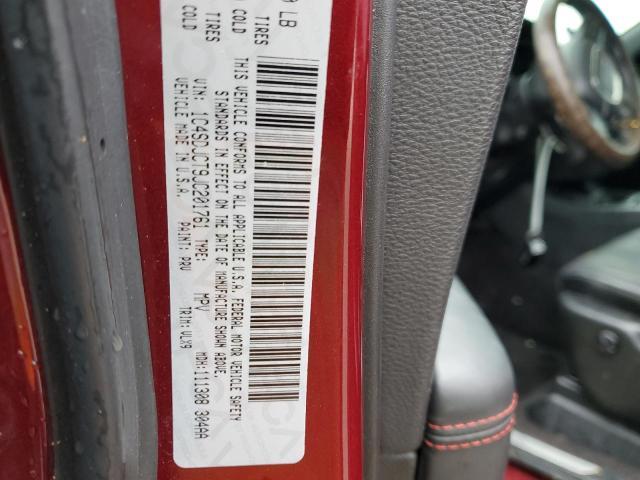 0 LB
TIRES
COLD
TIRES
COLD
THIS VEHICLE CONFORMS TO ALL APPLICABLE U.S.A. FEDERAL MOTOR VEHICLE SAFETY
STANDARDS IN EFFECT ON THE DATE OF MANUFACTURE SHOWN ABOVE.
VIN: 1C4SDJCT9JC201761 TYPE: MPV MDH: 111308 304AA
VEHICLE MADE IN U.S.A. PAINT: PRV TRIM: VLX9